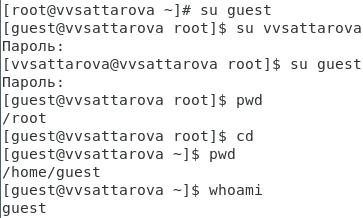 [root@vvsattarova ~]# su guest
[guest@vvsattarova root]$ su vvsattarova
Пароль:
[vvsattarova@vvsattarova root]$ su guest
Пароль:
[guest@vvsattarova root]$ pwd
/root
[guest@vvsattarova root]$ cd
[guest@vvsattarova ~]$ pwd
/home/guest
[guest@vvsattarova ~]$ whoami
guest